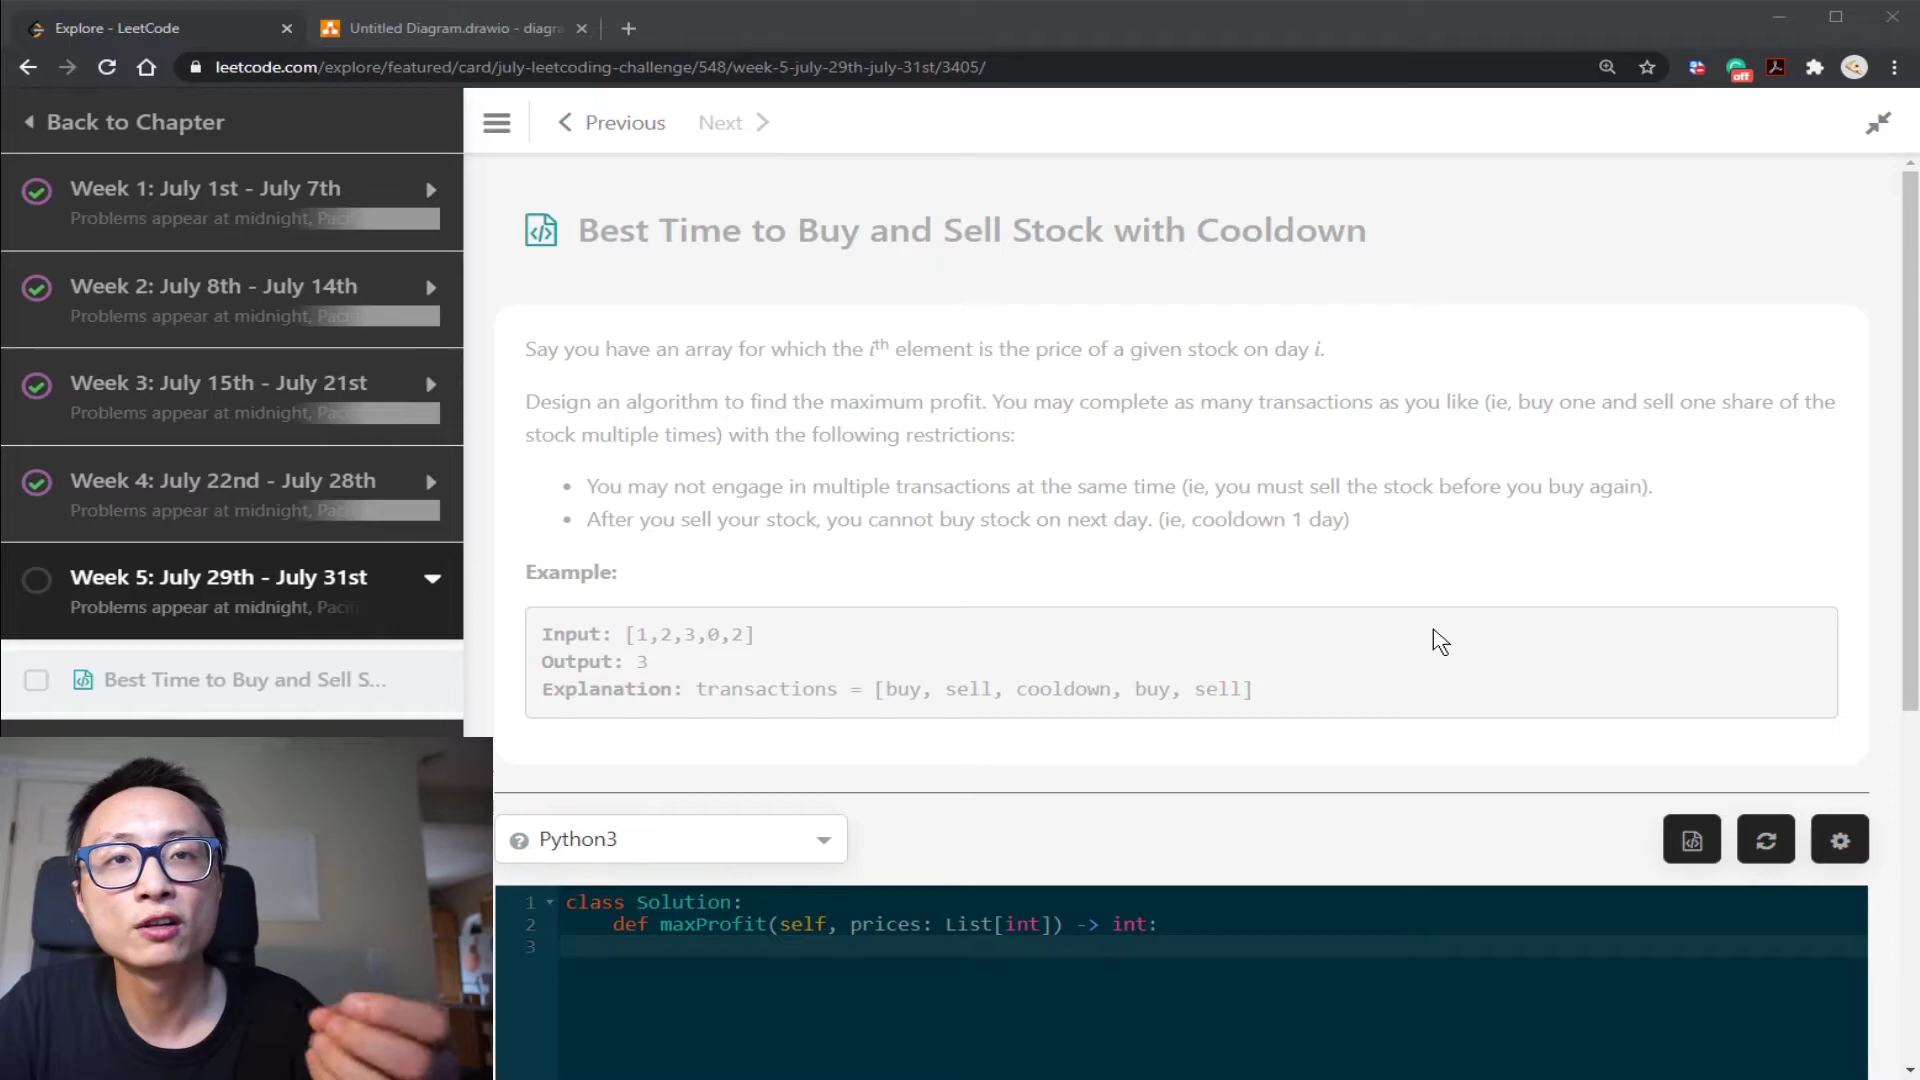 Explore - LeetCode
Untitled Diagram.drawio - diagra
leetcode.com/explore/featured/card/july-leetcoding-challenge/548/week-5-july-29th-july-31st/3405/
off
Back to Chapter
Previous
Next
Week 1: July 1st - July 7th
Problems appear at midnight, Paci
Week 2: July 8th - July 14th
Problems appear at midnight, Paci
Week 3: July 15th - July 21st
Problems appear at midnight, Paci
Week 4: July 22nd - July 28th
Problems appear at midnight, Paci
Week 5: July 29th - July 31st
Problems appear at midnight, Pacif
Best Time to Buy and Sell S...
Best Time to Buy and Sell Stock with Cooldown
Say you have an array for which the ith element is the price of a given stock on day i.
Design an algorithm to find the maximum profit. You may complete as many transactions as you like (ie, buy one and sell one share of the
stock multiple times) with the following restrictions:
• You may not engage in multiple transactions at the same time (ie, you must sell the stock before you buy again).
• After you sell your stock, you cannot buy stock on next day. (ie, cooldown 1 day)
Example:
Input: [1,2,3,0,2]
Output: 3
Explanation: transactions = [buy, sell, cooldown, buy, sell]
Python3
1 class Solution:
2 def maxProfit(self, prices: List[int]) -> int:
3